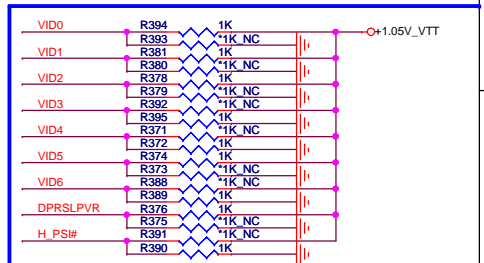 VID0 R394 1K +1.05V_VTT
R393 *1K_NC
VID1 R381 1K
R380 *1K_NC
VID2 R378 1K
R379 *1K_NC
VID3 R392 *1K_NC
R395 1K
VID4 R371 *1K_NC
R372 1K
VID5 R374 1K
R373 *1K_NC
VID6 R388 *1K_NC
R389 1K
DPRSLPVR R376 1K
R375 *1K_NC
H_PSI# R391 *1K_NC
R390 1K